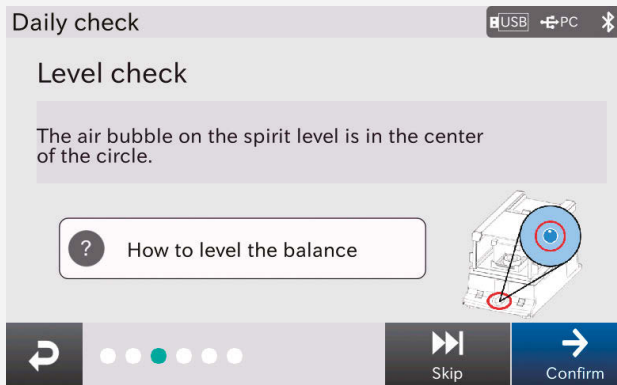 Daily check
USB PC
Level check
The air bubble on the spirit level is in the center
of the circle.
? How to level the balance
Skip
Confirm